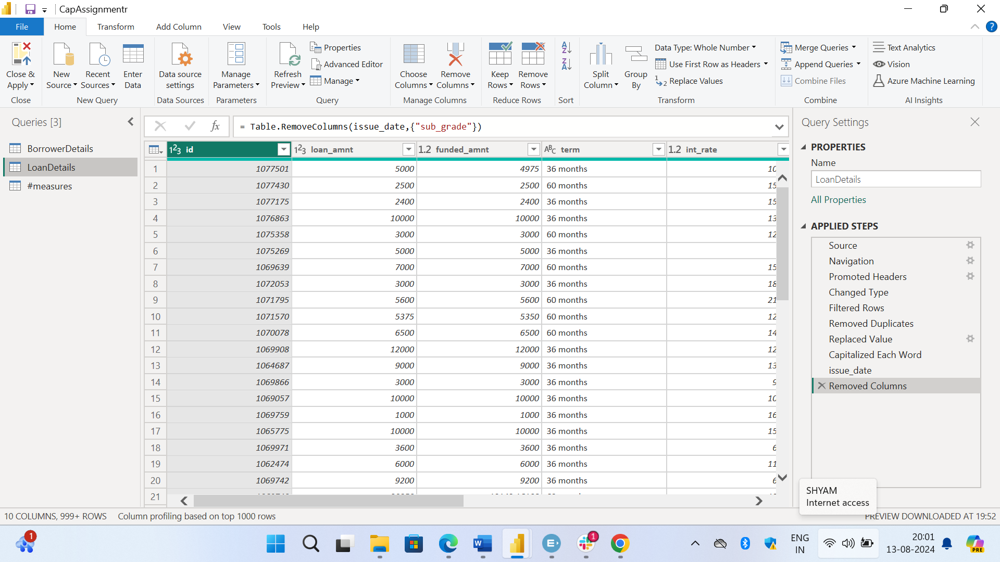 CapAssignmentr
File Home Transform Add Column View Tools Help
Close & Apply
New Source
Recent Sources
Enter Data
Data source settings
Manage Parameters
Refresh Preview
Properties
Advanced Editor
Manage
Choose Columns
Remove Columns
Keep Rows
Remove Rows
Split Column
Group By
Data Type: Whole Number
Use First Row as Headers
Replace Values
Merge Queries
Append Queries
Combine Files
Text Analytics
Vision
Azure Machine Learning
Close New Query Data Sources Parameters Query Manage Columns Reduce Rows Sort Transform Combine AI Insights
Queries [3]
BorrowerDetails
LoanDetails
#measures
fx = Table.RemoveColumns(issue_date,{"sub_grade"})
123 id 123 loan_amnt 1.2 funded_amnt ABC term 1.2 int_rate
1 1077501 5000 4975 36 months 10
2 1077430 2500 2500 60 months 15
3 1077175 2400 2400 36 months 15
4 1076863 10000 10000 36 months 13
5 1075358 3000 3000 60 months 12
6 1075269 5000 5000 36 months
7 1069639 7000 7000 60 months 15
8 1072053 3000 3000 36 months 18
9 1071795 5600 5600 60 months 21
10 1071570 5375 5350 60 months 12
11 1070078 6500 6500 60 months 14
12 1069908 12000 12000 36 months 12
13 1064687 9000 9000 36 months 13
14 1069866 3000 3000 36 months 9
15 1069057 10000 10000 36 months 10
16 1069759 1000 1000 36 months 16
17 1065775 10000 10000 36 months 15
18 1069971 3600 3600 36 months 6
19 1062474 6000 6000 36 months 11
20 1069742 9200 9200 36 months 6
21
Query Settings
PROPERTIES
Name
LoanDetails
All Properties
APPLIED STEPS
Source
Navigation
Promoted Headers
Changed Type
Filtered Rows
Removed Duplicates
Replaced Value
Capitalized Each Word
issue_date
Removed Columns
SHYAM
Internet access
10 COLUMNS, 999+ ROWS Column profiling based on top 1000 rows
PREVIEW DOWNLOADED AT 19:52
1
1
ENG
IN
20:01
13-08-2024
PRE